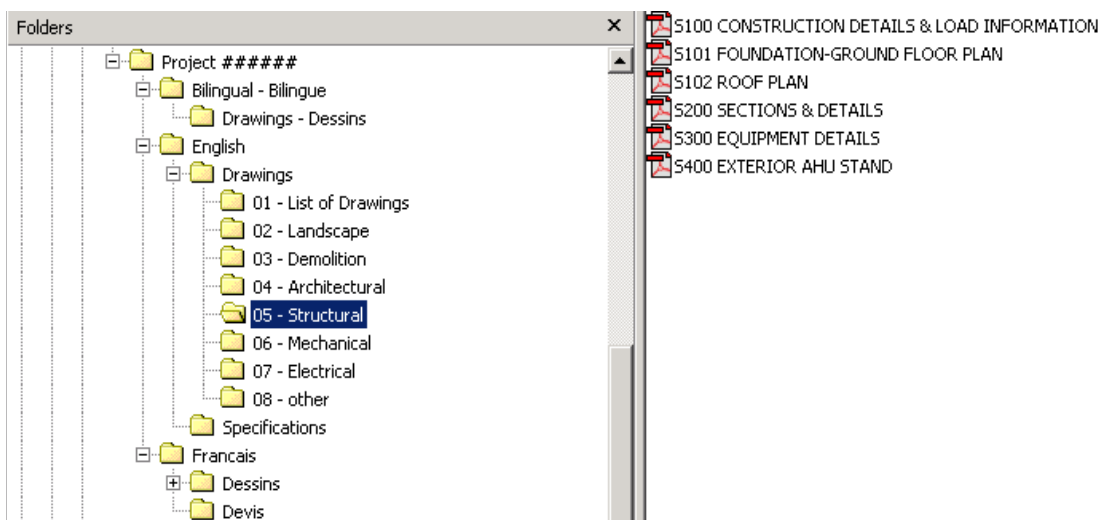 Folders
Project ######
Bilingual - Bilingue
Drawings - Dessins
English
Drawings
01 - List of Drawings
02 - Landscape
03 - Demolition
04 - Architectural
05 - Structural
06 - Mechanical
07 - Electrical
08 - other
Specifications
Francais
Dessins
Devis
S100 CONSTRUCTION DETAILS & LOAD INFORMATION
S101 FOUNDATION-GROUND FLOOR PLAN
S102 ROOF PLAN
S200 SECTIONS & DETAILS
S300 EQUIPMENT DETAILS
S400 EXTERIOR AHU STAND